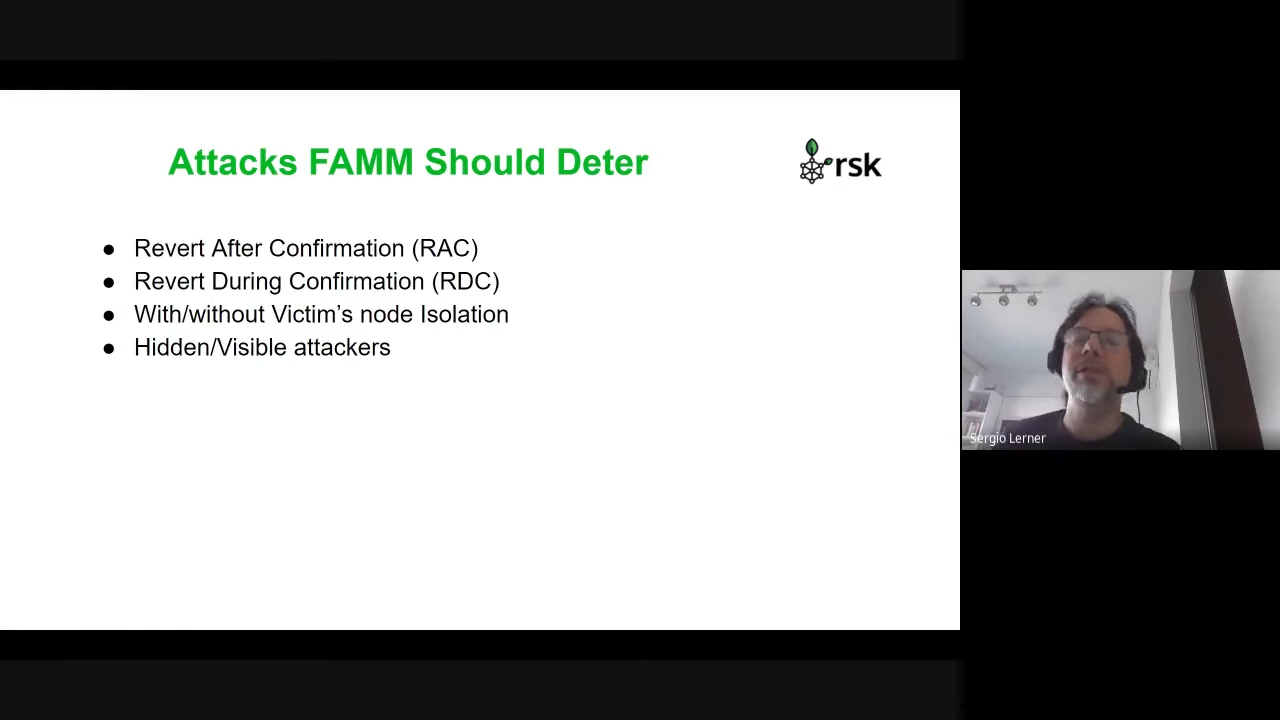 Attacks FAMM Should Deter
rsk
● Revert After Confirmation (RAC)
● Revert During Confirmation (RDC)
● With/without Victim’s node Isolation
● Hidden/Visible attackers
Sergio Lerner